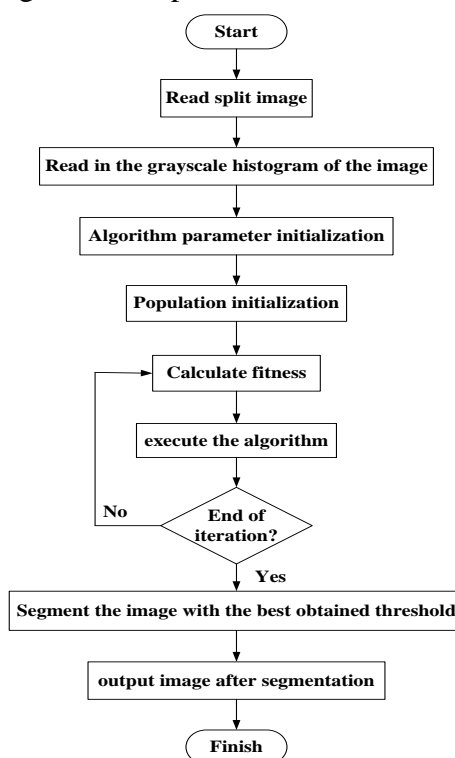 Start
Read split image
Read in the grayscale histogram of the image
Algorithm parameter initialization
Population initialization
Calculate fitness
execute the algorithm
No
End of
iteration?
Yes
Segment the image with the best obtained threshold
output image after segmentation
Finish